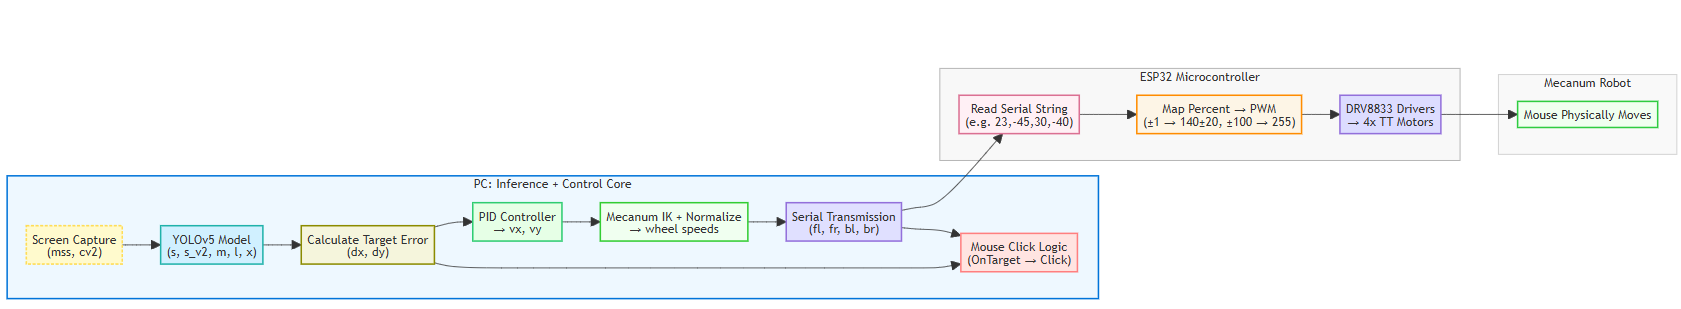 ESP32 Microcontroller
Read Serial String
(e.g. 23,-45,30,-40)
Map Percent → PWM
(±1 → 140±20, ±100 → 255)
DRV8833 Drivers
→ 4x TT Motors
Mecanum Robot
Mouse Physically Moves
PC: Inference + Control Core
Screen Capture
(mss, cv2)
YOLOv5 Model
(s, s_v2, m, l, x)
Calculate Target Error
(dx, dy)
PID Controller
→ vx, vy
Mecanum IK + Normalize
→ wheel speeds
Serial Transmission
(fl, fr, bl, br)
Mouse Click Logic
(OnTarget → Click)